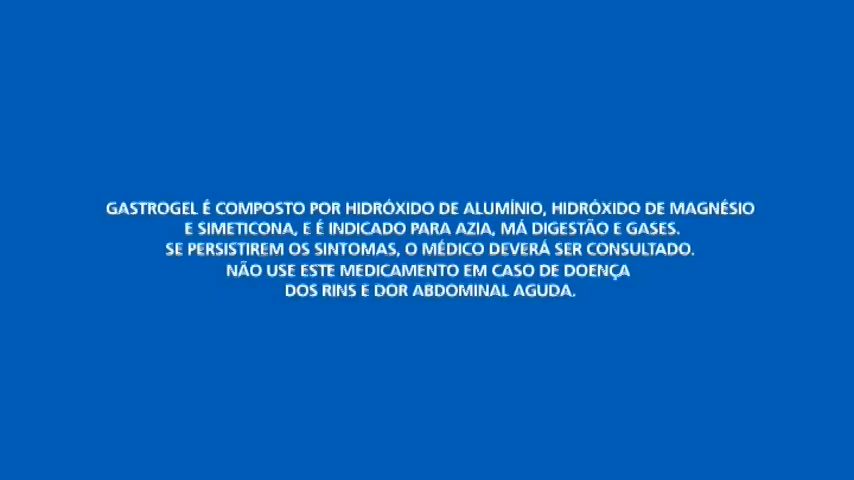 GASTROGEL É COMPOSTO POR HIDRÓXIDO DE ALUMÍNIO, HIDRÓXIDO DE MAGNÉSIO
E SIMETICONA, E É INDICADO PARA AZIA, MÁ DIGESTÃO E GASES.
SE PERSISTIREM OS SINTOMAS, O MÉDICO DEVERÁ SER CONSULTADO.
NÃO USE ESTE MEDICAMENTO EM CASO DE DOENÇA
DOS RINS E DOR ABDOMINAL AGUDA.